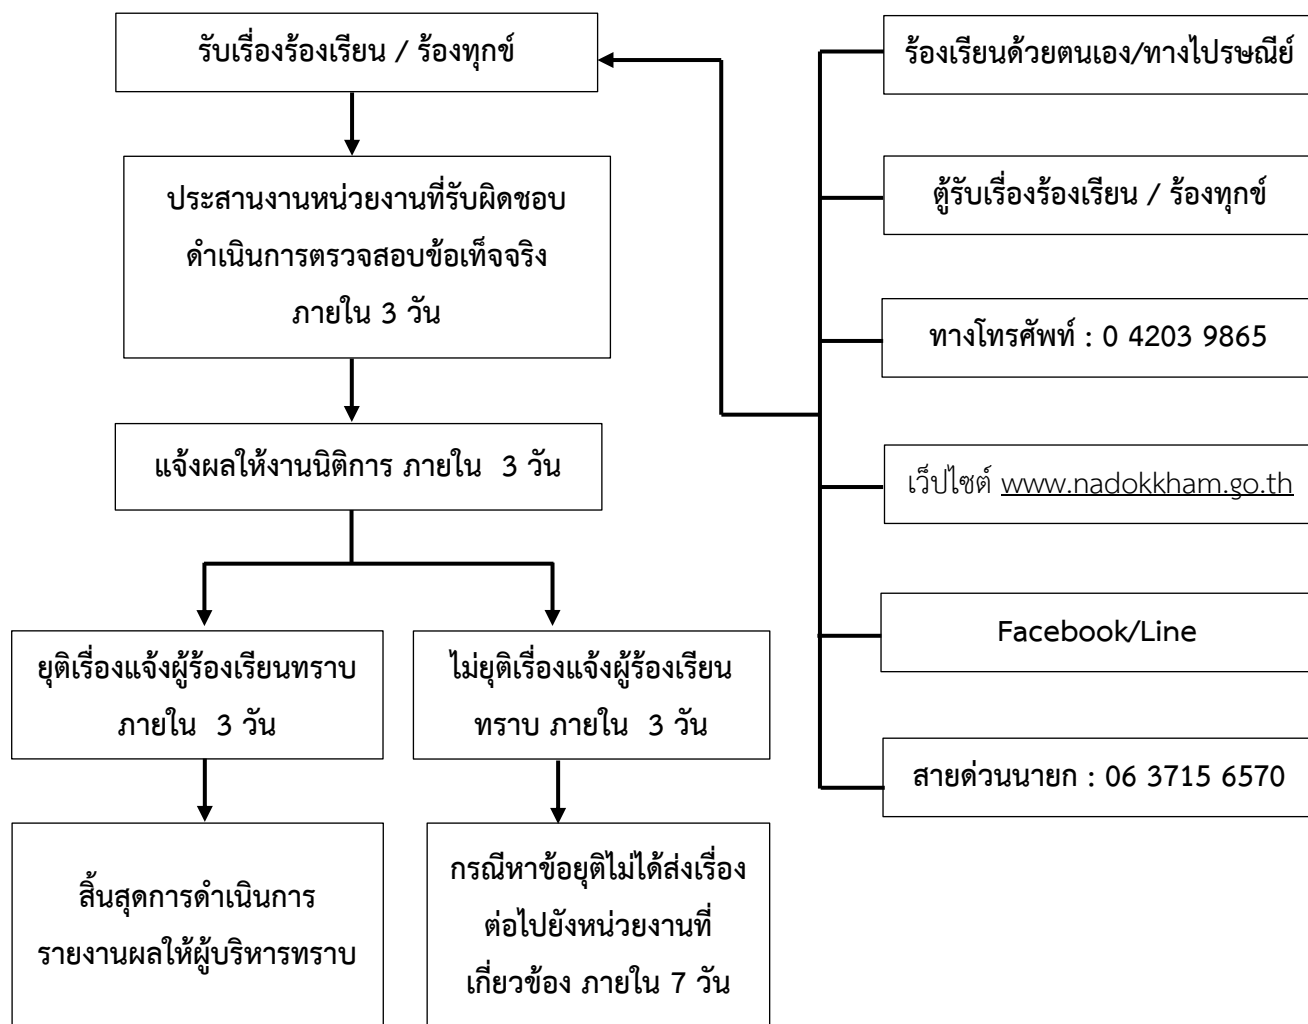 รับเรื่องร้องเรียน / ร้องทุกข์
ประสานงานหน่วยงานที่รับผิดชอบ
ดำเนินการตรวจสอบข้อเท็จจริง
ภายใน 3 วัน
แจ้งผลให้งานนิติการ ภายใน 3 วัน
ยุติเรื่องแจ้งผู้ร้องเรียนทราบ
ภายใน 3 วัน
ไม่ยุติเรื่องแจ้งผู้ร้องเรียน
ทราบ ภายใน 3 วัน
สิ้นสุดการดำเนินการ
รายงานผลให้ผู้บริหารทราบ
กรณีหาข้อยุติไม่ได้ส่งเรื่อง
ต่อไปยังหน่วยงานที่
เกี่ยวข้อง ภายใน 7 วัน
ร้องเรียนด้วยตนเอง/ทางไปรษณีย์
ตู้รับเรื่องร้องเรียน / ร้องทุกข์
ทางโทรศัพท์ : 0 4203 9865
เว็ปไซต์ www.nadokkham.go.th
Facebook/Line
สายด่วนนายก : 06 3715 6570